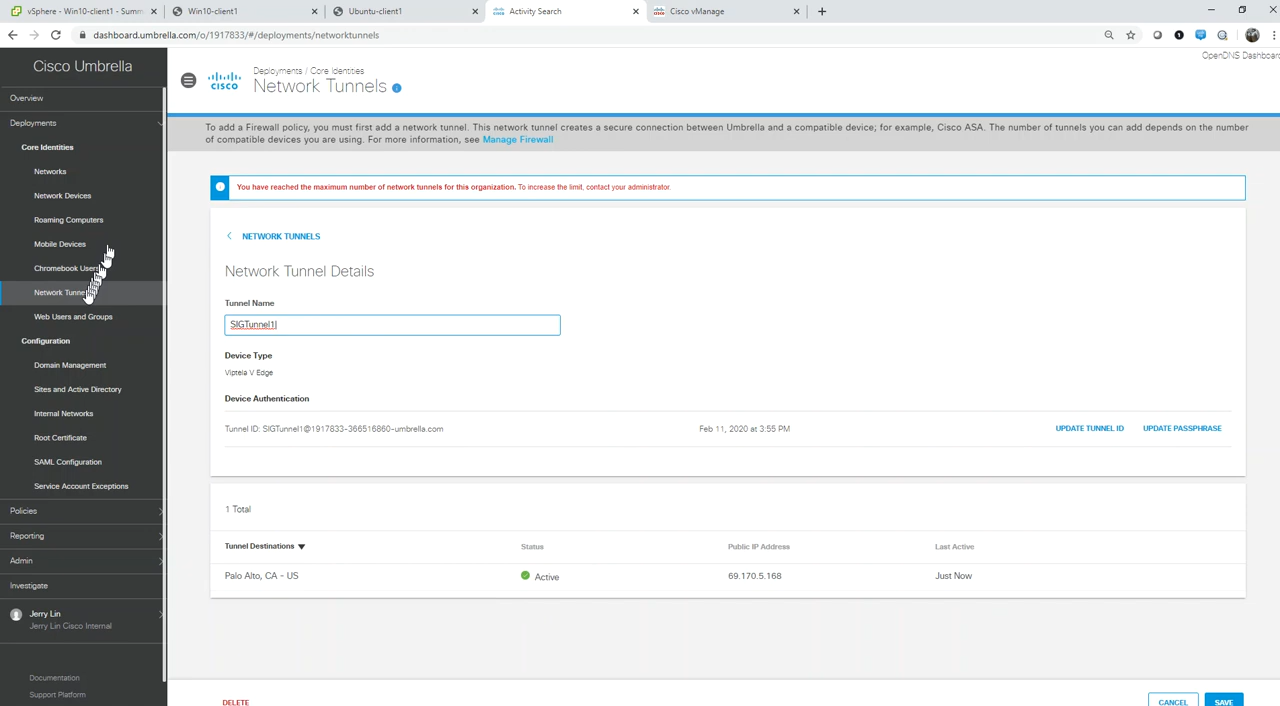 vSphere - Win10-client1 - Summ
Win10-client1
Ubuntu-client1
Activity Search
Cisco vManage
dashboard.umbrella.com/o/1917833/#/deployments/networktunnels
OpenDNS Dashboard
Cisco Umbrella
Overview
Deployments
Core Identities
Networks
Network Devices
Roaming Computers
Mobile Devices
Chromebook Users
Network Tunnels
Web Users and Groups
Configuration
Domain Management
Sites and Active Directory
Internal Networks
Root Certificate
SAML Configuration
Service Account Exceptions
Policies
Reporting
Admin
Investigate
Jerry Lin
Jerry Lin Cisco Internal
Documentation
Support Platform
CISCO
Deployments / Core Identities
Network Tunnels
To add a Firewall policy, you must first add a network tunnel. This network tunnel creates a secure connection between Umbrella and a compatible device; for example, Cisco ASA. The number of tunnels you can add depends on the number
of compatible devices you are using. For more information, see Manage Firewall
You have reached the maximum number of network tunnels for this organization. To increase the limit, contact your administrator.
NETWORK TUNNELS
Network Tunnel Details
Tunnel Name
SIGTunnel1
Device Type
Viptela V Edge
Device Authentication
Tunnel ID: SIGTunnel1@1917833-366516860-umbrella.com Feb 11, 2020 at 3:55 PM UPDATE TUNNEL ID UPDATE PASSPHRASE
1 Total
Tunnel Destinations Status Public IP Address Last Active
Palo Alto, CA - US Active 69.170.5.168 Just Now
DELETE CANCEL SAVE